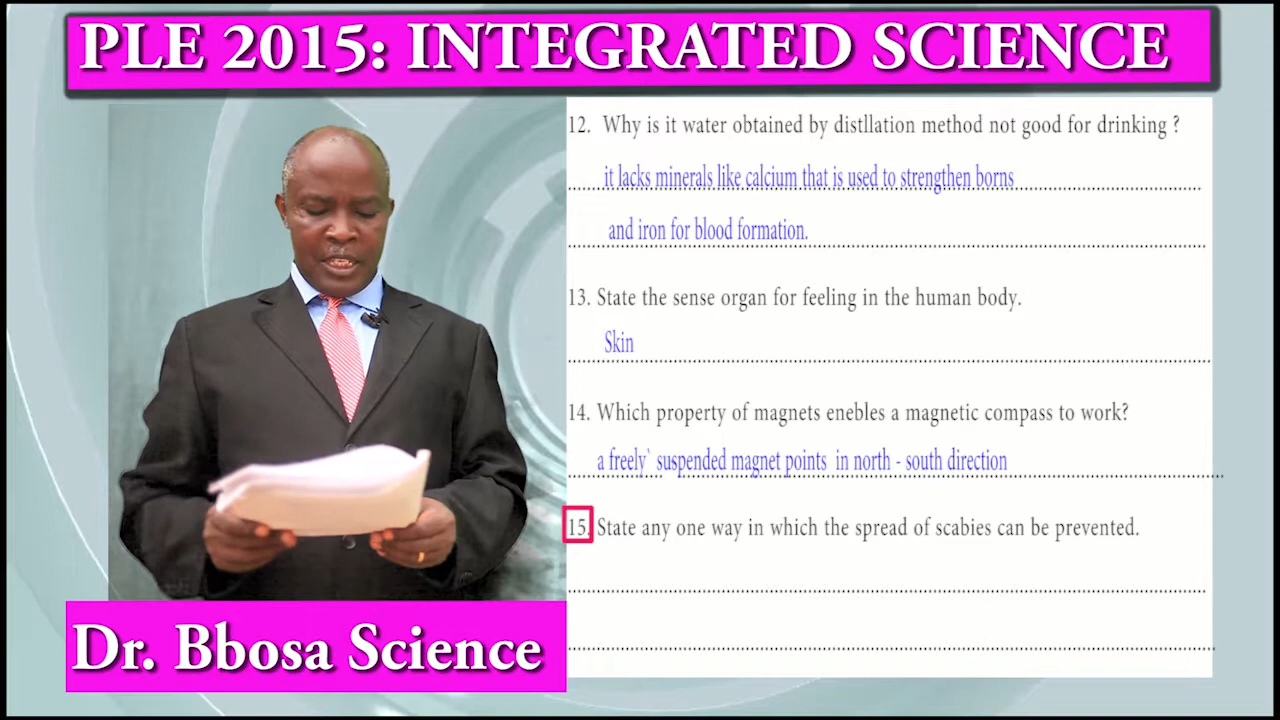 PLE 2015: INTEGRATED SCIENCE
12. Why is it water obtained by distllation method not good for drinking ?
it lacks minerals like calcium that is used to strengthen borns
and iron for blood formation.
13. State the sense organ for feeling in the human body.
Skin
14. Which property of magnets enebles a magnetic compass to work?
a freely` suspended magnet points in north - south direction
15. State any one way in which the spread of scabies can be prevented.
Dr. Bbosa Science